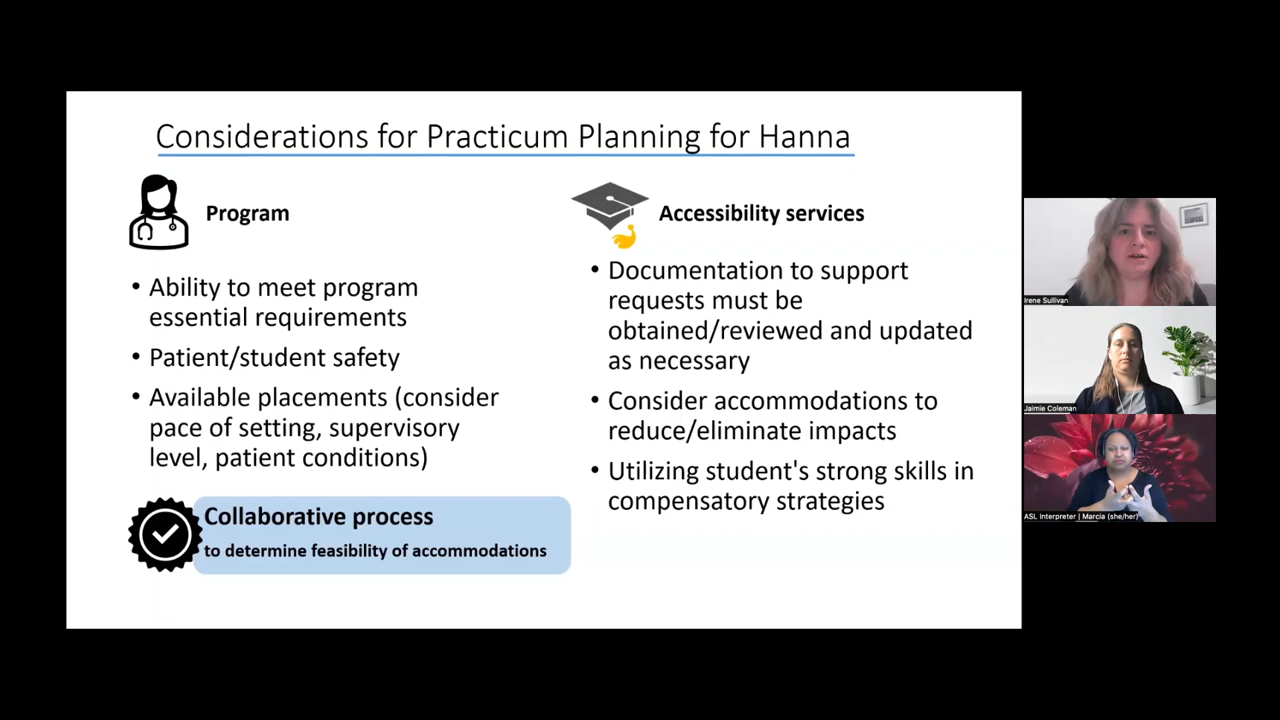 Considerations for Practicum Planning for Hanna
Program
• Ability to meet program
essential requirements
• Patient/student safety
• Available placements (consider
pace of setting, supervisory
level, patient conditions)
Collaborative process
to determine feasibility of accommodations
Accessibility services
• Documentation to support
requests must be
obtained/reviewed and updated
as necessary
• Consider accommodations to
reduce/eliminate impacts
• Utilizing student's strong skills in
compensatory strategies
Irene Sullivan
Jaimie Coleman
ASL Interpreter | Marcia (she/her)